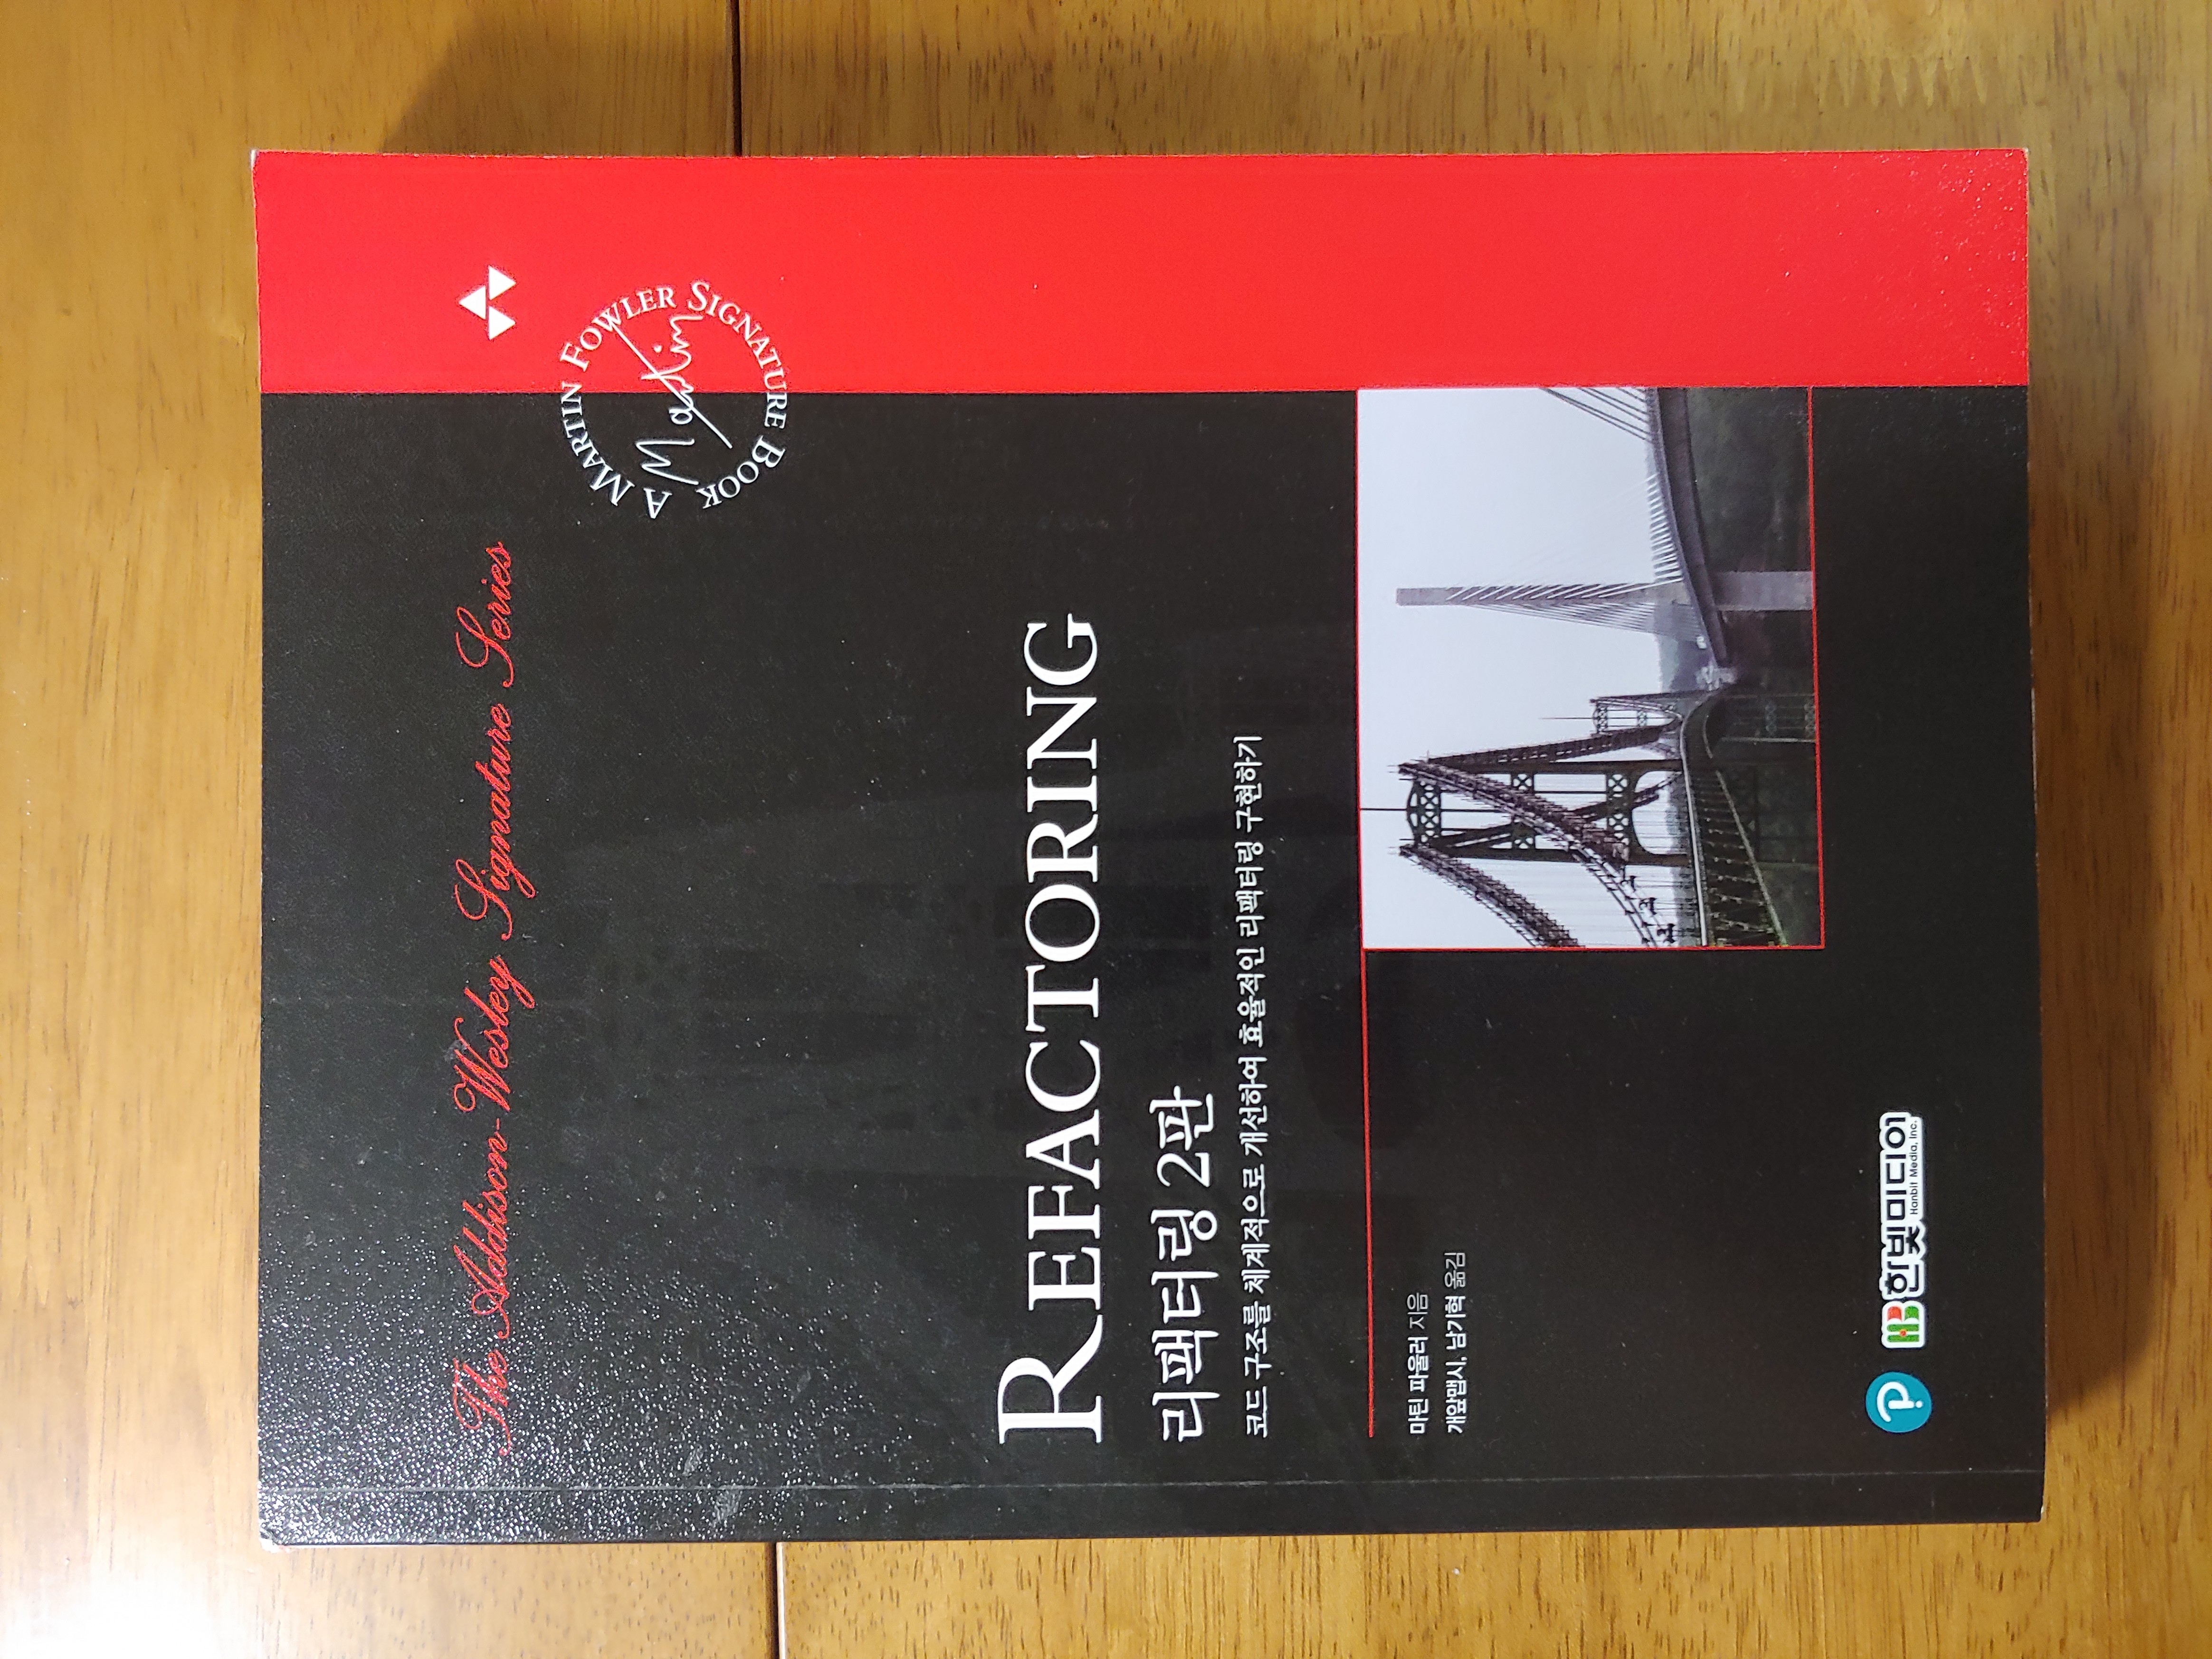 The Addison-Wesley Signature Series
A MARTIN FOWLER SIGNATURE BOOK
Martin
REFACTORING
리팩터링 2판
코드 구조를 체계적으로 개선하여 효율적인 리팩터링 구현하기
마틴 파울러 지음
개앞맵시, 남기혁 옮김
P
HB 한빛미디어
Hanbit Media, Inc.